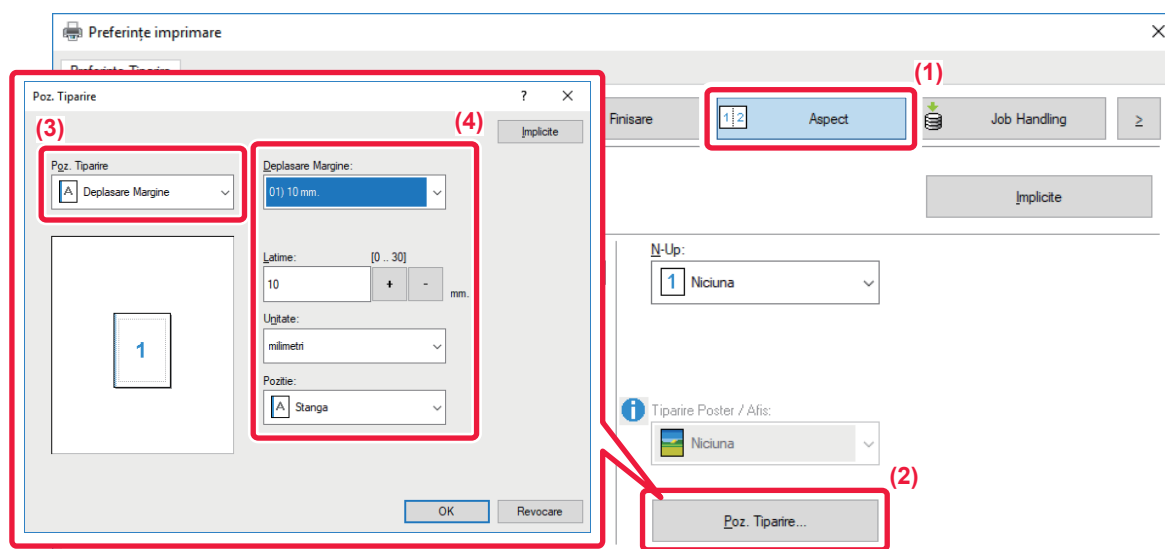 Preferințe imprimare
Preferințe Tiparire
(1)
Poz. Tiparire
?
(3)
(4)
Implicite
Finisare
1 2
Aspect
Job Handling
≥
Poz. Tiparire
A Deplasare Margine
Deplasare Margine:
01) 10 mm.
Implicite
Latime:
[0 .. 30]
10
+
-
mm.
N-Up:
1 Niciuna
Unitate:
milimetri
1
Pozitie:
A Stanga
i Tiparire Poster / Afis:
Niciuna
(2)
OK
Revocare
Poz. Tiparire...